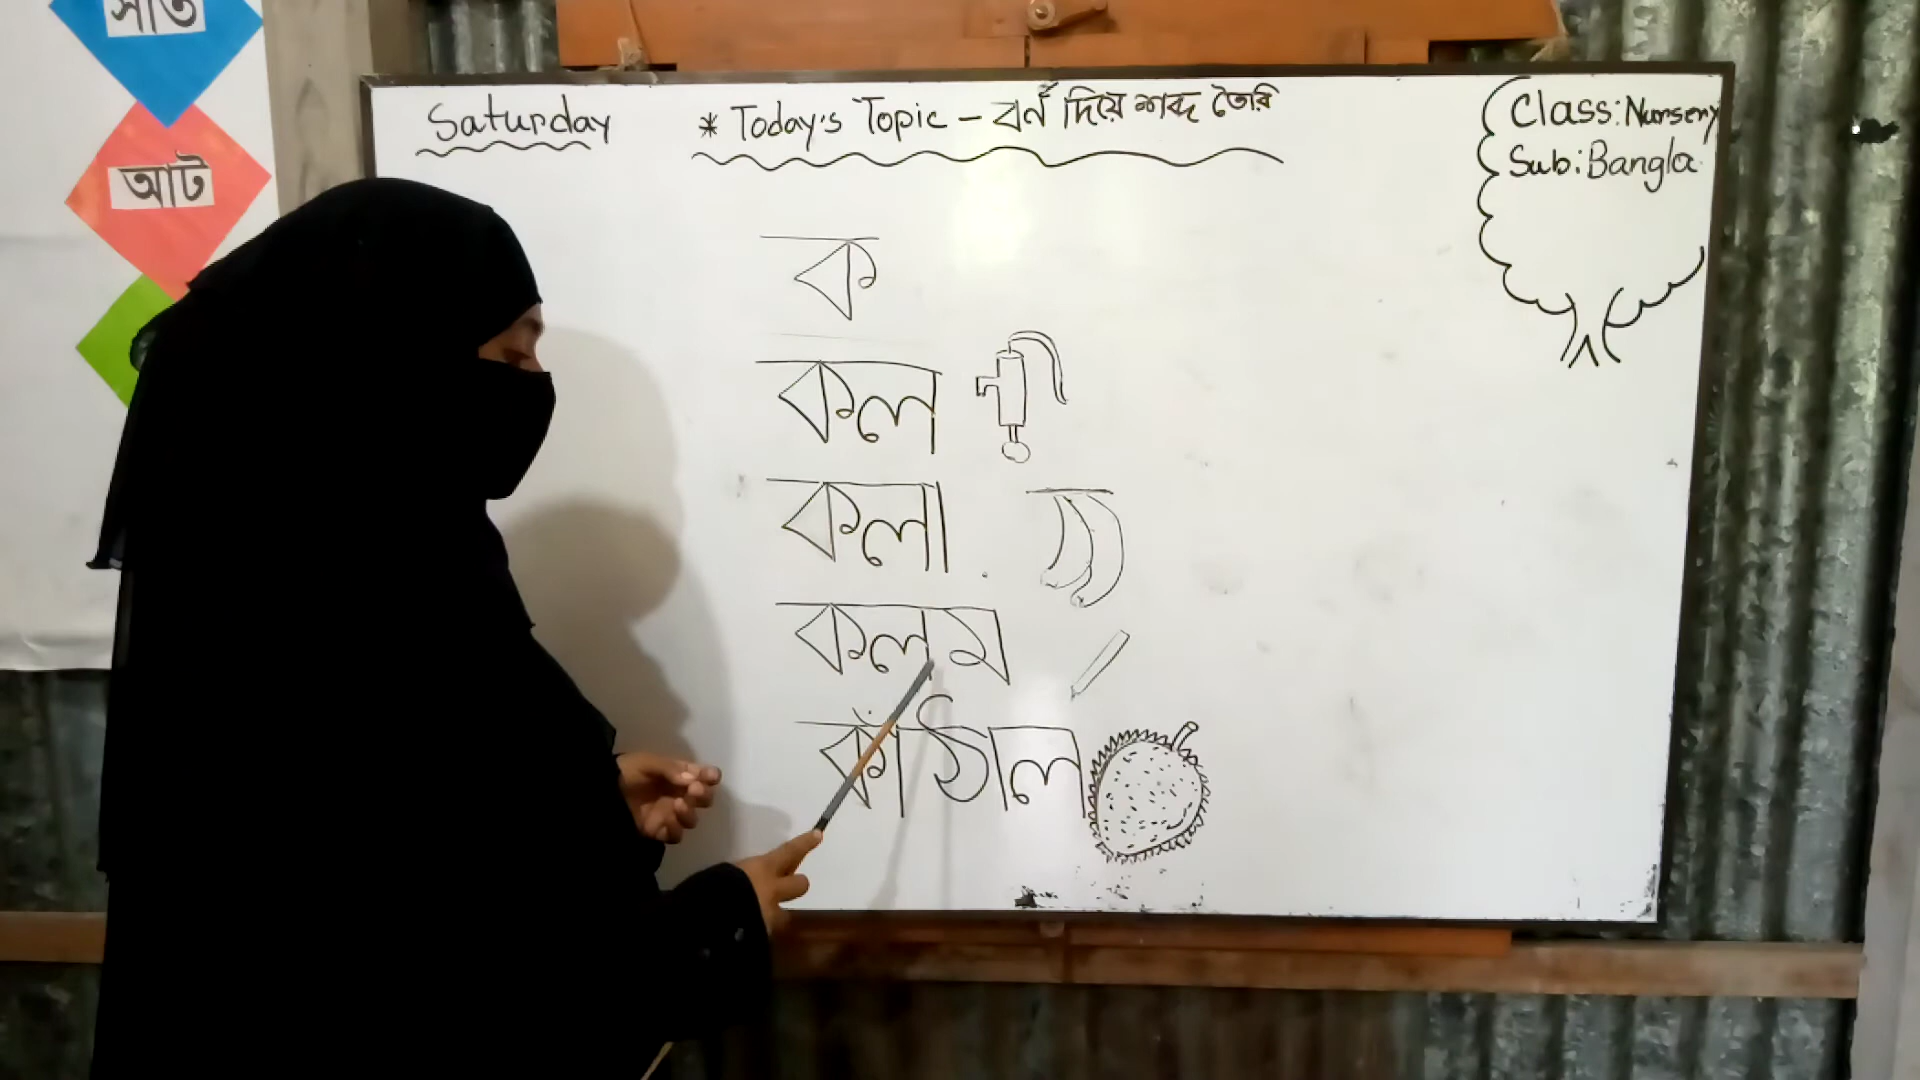 সাত
আট
Saturday
* Today's Topic - বর্ন দিয়ে শব্দ তৈরি
Class: Nursery
Sub: Bangla
ক
কল
কলা
কলম
কাঁঠাল